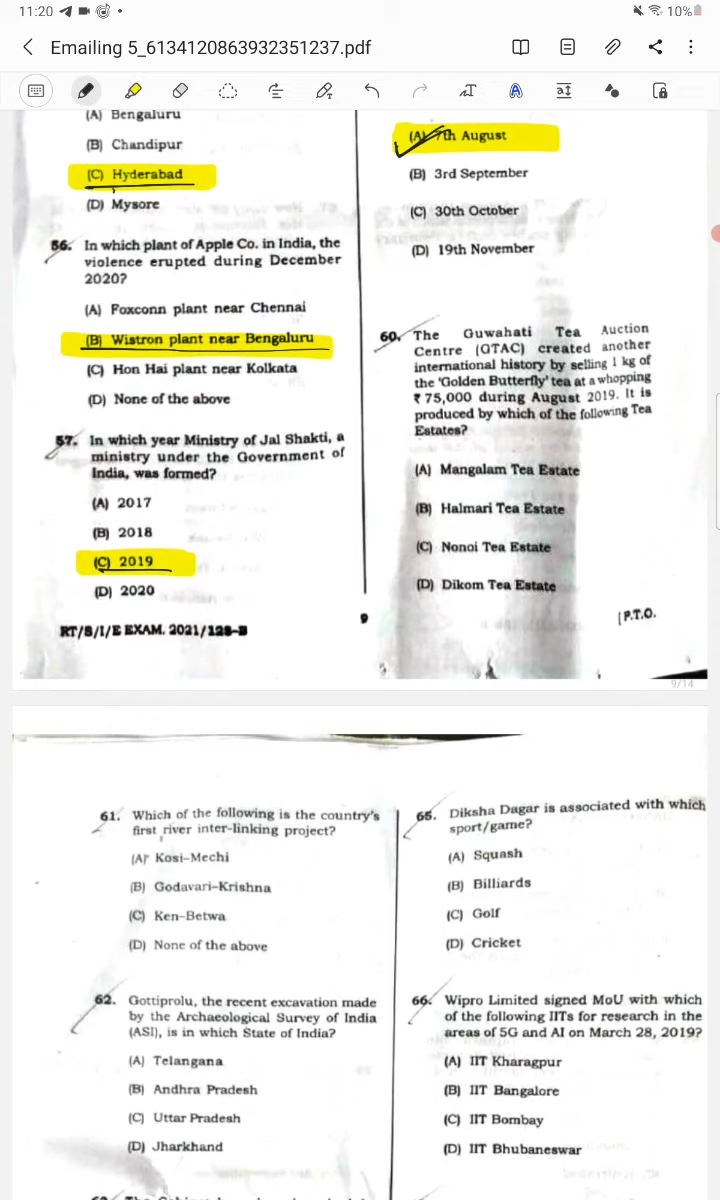 11:20
10%
Emailing 5_6134120863932351237.pdf
(A) Bengaluru
(B) Chandipur
(C) Hyderabad
(D) Mysore
56. In which plant of Apple Co. in India, the
violence erupted during December
2020?
(A) Foxconn plant near Chennai
(B) Wistron plant near Bengaluru
(C) Hon Hai plant near Kolkata
(D) None of the above
57. In which year Ministry of Jal Shakti, a
ministry under the Government of
India, was formed?
(A) 2017
(B) 2018
(C) 2019
(D) 2020
RT/S/I/E EXAM. 2021/128-B
(A) 7th August
(B) 3rd September
(C) 30th October
(D) 19th November
60. The Guwahati Tea Auction
Centre (GTAC) created another
international history by selling 1 kg of
the 'Golden Butterfly' tea at a whopping
₹ 75,000 during August 2019. It is
produced by which of the following Tea
Estates?
(A) Mangalam Tea Estate
(B) Halmari Tea Estate
(C) Nonoi Tea Estate
(D) Dikom Tea Estate
9
[ P.T.O.
9/14
61. Which of the following is the country's
first river inter-linking project?
(A) Kosi-Mechi
(B) Godavari-Krishna
(C) Ken-Betwa
(D) None of the above
62. Gottiprolu, the recent excavation made
by the Archaeological Survey of India
(ASI), is in which State of India?
(A) Telangana
(B) Andhra Pradesh
(C) Uttar Pradesh
(D) Jharkhand
65. Diksha Dagar is associated with which
sport/game?
(A) Squash
(B) Billiards
(C) Golf
(D) Cricket
66. Wipro Limited signed MoU with which
of the following IITs for research in the
areas of 5G and AI on March 28, 2019?
(A) IIT Kharagpur
(B) IIT Bangalore
(C) IIT Bombay
(D) IIT Bhubaneswar